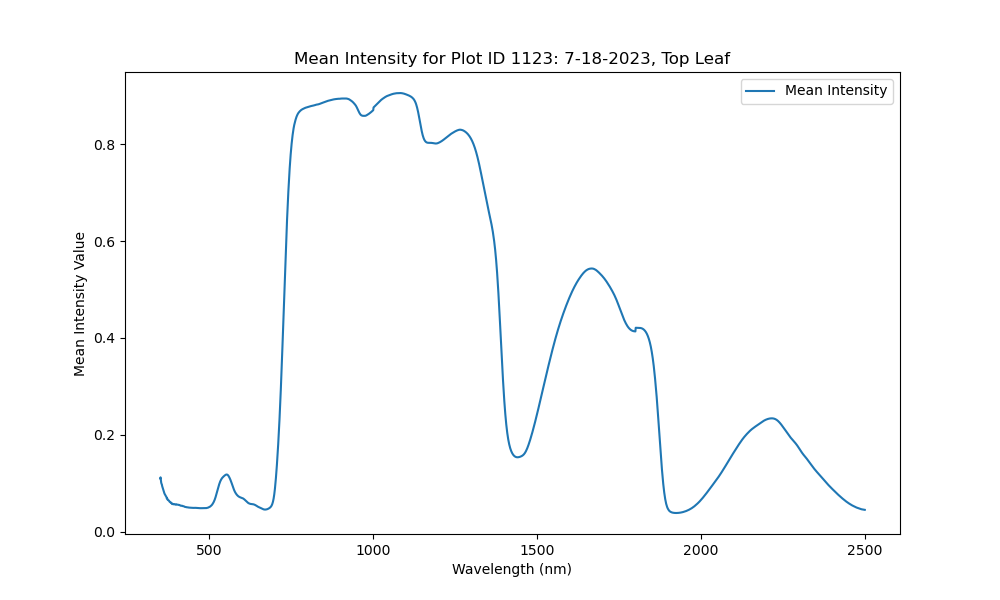 Mean Intensity for Plot ID 1123: 7-18-2023, Top Leaf
Mean Intensity
Mean Intensity Value
0.8
0.6
0.4
0.2
0.0
500 1000 1500 2000 2500
Wavelength (nm)